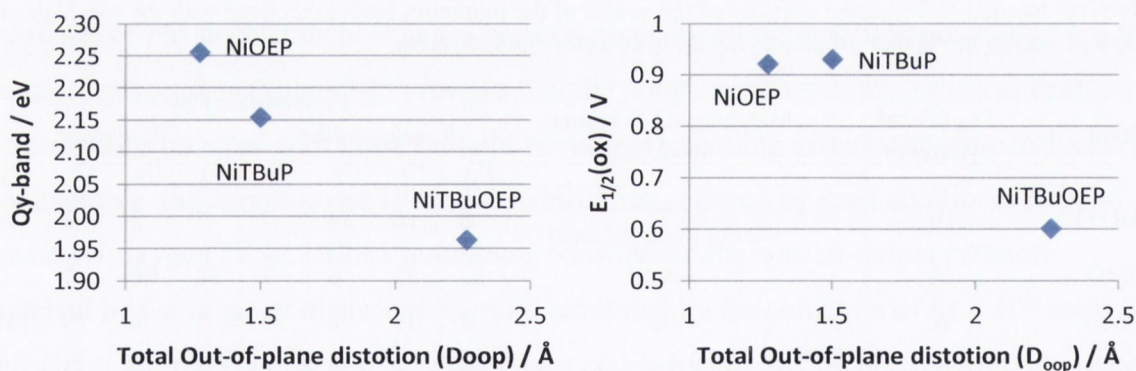 2.30
2.25
2.20
2.15
2.10
2.05
2.00
1.95
1.90
Qy-band / eV
NiOEP
NiTBuP
NiTBuOEP
1
1.5
2
2.5
Total Out-of-plane distotion (Doop) / Å
1
0.9
0.8
0.7
0.6
0.5
E1/2(ox) / V
NiOEP
NiTBuP
NiTBuOEP
1
1.5
2
2.5
Total Out-of-plane distotion (Doop) / Å